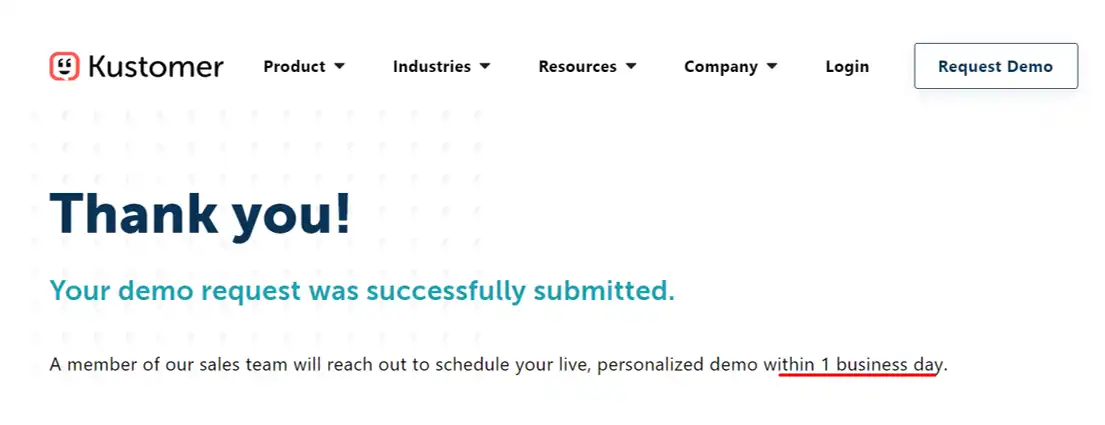 Kustomer Product Industries Resources Company Login Request Demo
Thank you!
Your demo request was successfully submitted.
A member of our sales team will reach out to schedule your live, personalized demo within 1 business day.